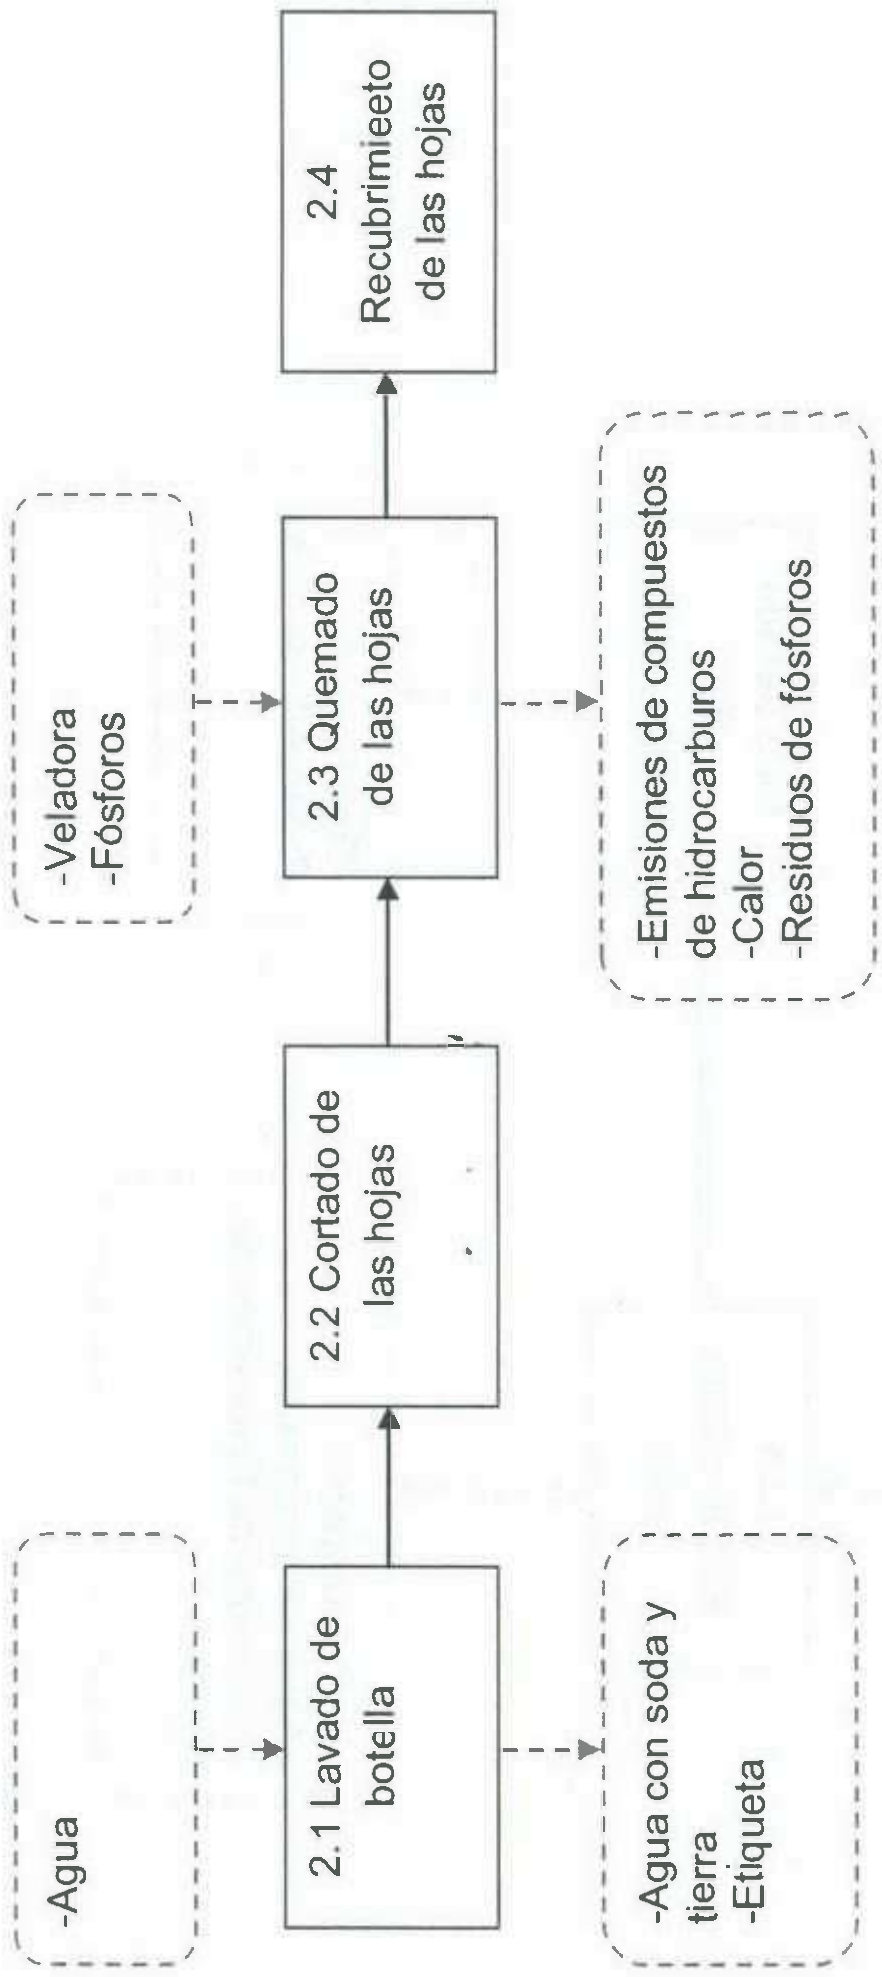 -Agua
-Veladora
-Fósforos
2.1 Lavado de
botella
2.2 Cortado de
las hojas
2.3 Quemado
de las hojas
2.4
Recubrimieeto
de las hojas
-Agua con soda y
tierra
-Etiqueta
-Emisiones de compuestos
de hidrocarburos
-Calor
-Residuos de fósforos